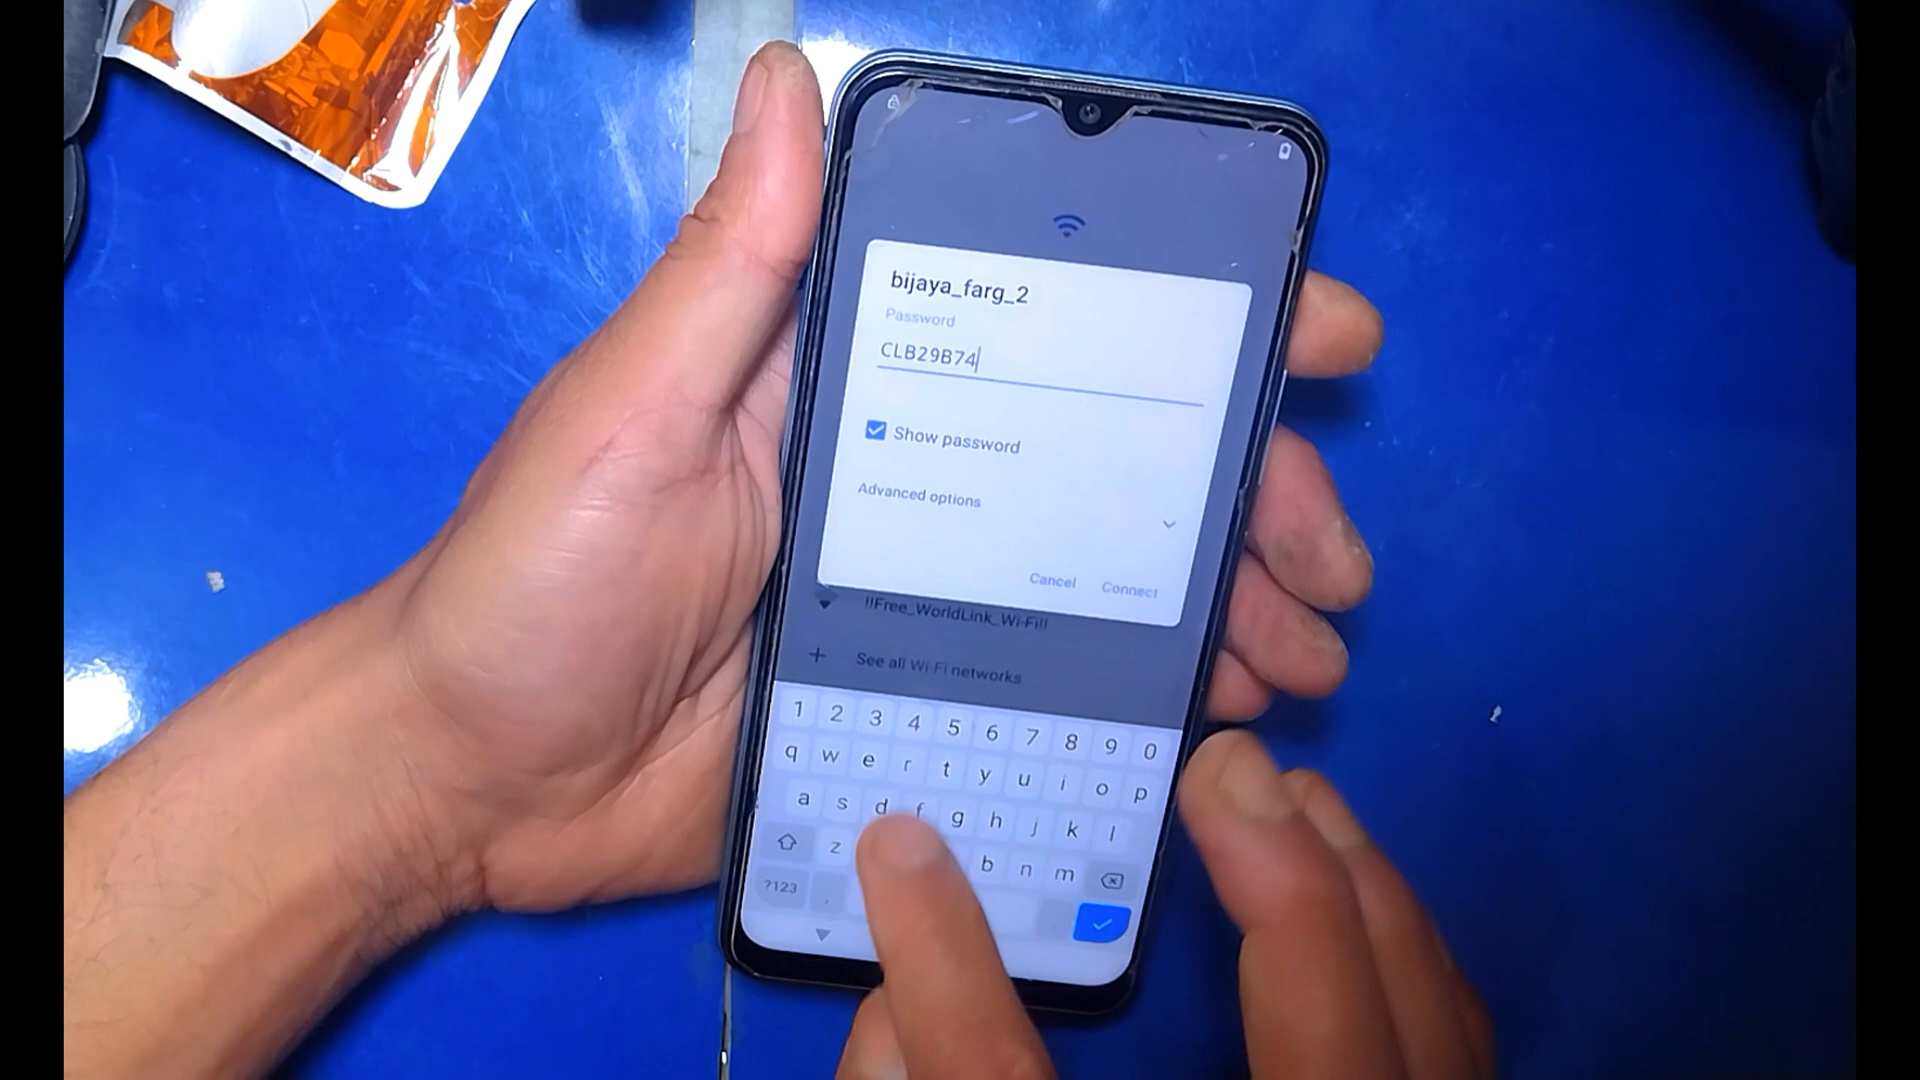 bijaya_farg_2
Password
CLB29B74
Show password
Advanced options
Cancel Connect
!!Free_WorldLink_Wi-Fi!!
+ See all Wi-Fi networks
1 2 3 4 5 6 7 8 9 0
q w e r t y u i o p
a s d f g h j k l
z b n m
?123 ,